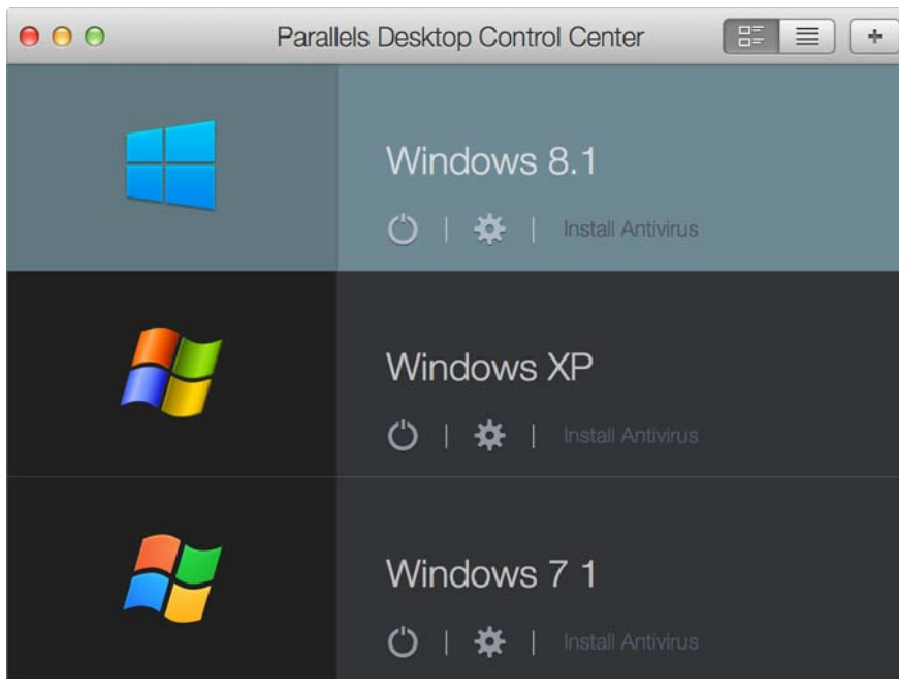 Parallels Desktop Control Center
Windows 8.1
Install Antivirus
Windows XP
Install Antivirus
Windows 7 1
Install Antivirus